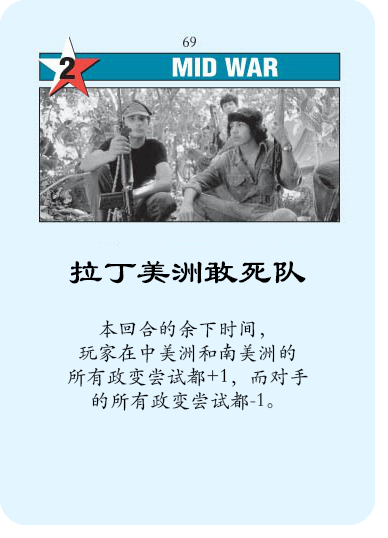 69
2 MID WAR
拉丁美洲敢死队
本回合的余下时间，
玩家在中美洲和南美洲的
所有政变尝试都+1，而对手
的所有政变尝试都-1。